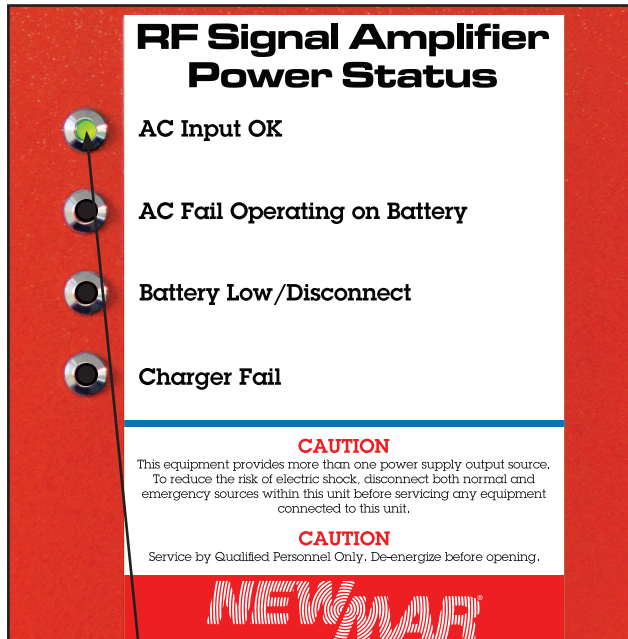 RF Signal Amplifier
Power Status
AC Input OK
AC Fail Operating on Battery
Battery Low/Disconnect
Charger Fail
CAUTION
This equipment provides more than one power supply output source.
To reduce the risk of electric shock, disconnect both normal and
emergency sources within this unit before servicing any equipment
connected to this unit.
CAUTION
Service by Qualified Personnel Only. De-energize before opening.
NEWMAR®